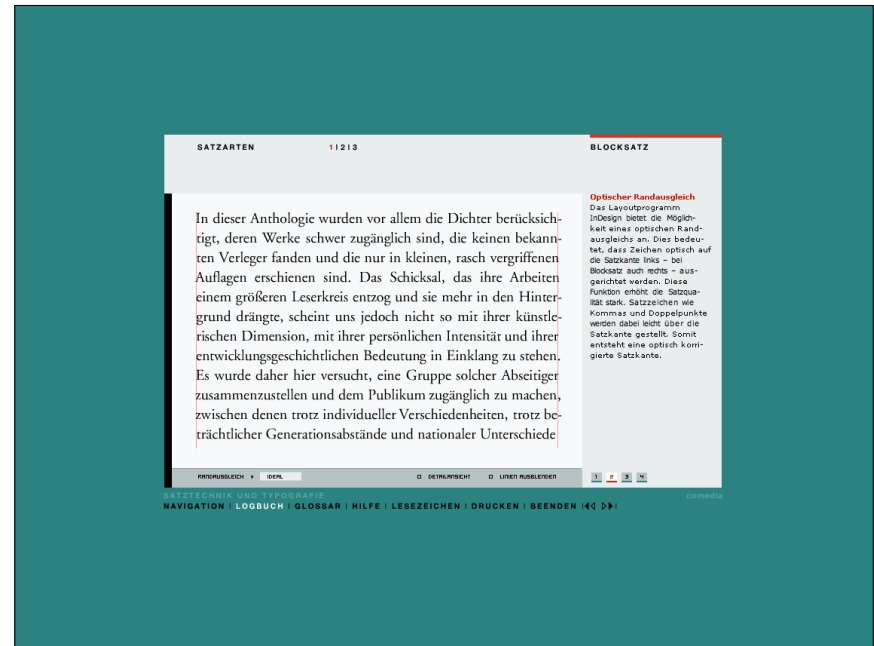 SATZARTEN
1 | 2 | 3
BLOCKSATZ
In dieser Anthologie wurden vor allem die Dichter berücksich-
tigt, deren Werke schwer zugänglich sind, die keinen bekann-
ten Verleger fanden und die nur in kleinen, rasch vergriffenen
Auflagen erschienen sind. Das Schicksal, das ihre Arbeiten
einem größeren Leserkreis entzog und sie mehr in den Hinter-
grund drängte, scheint uns jedoch nicht so mit ihrer künstle-
rischen Dimension, mit ihrer persönlichen Intensität und ihrer
entwicklungsgeschichtlichen Bedeutung in Einklang zu stehen.
Es wurde daher hier versucht, eine Gruppe solcher Abseitiger
zusammenzustellen und dem Publikum zugänglich zu machen,
zwischen denen trotz individueller Verschiedenheiten, trotz be-
trächtlicher Generationsabstände und nationaler Unterschiede
Optischer Randausgleich
Das Layoutprogramm
InDesign bietet die Möglich-
keit eines optischen Rand-
ausgleichs an. Dies bedeu-
tet, dass Zeichen optisch auf
die Satzkante links – bei
Blocksatz auch rechts – aus-
gerichtet werden. Diese
Funktion erhöht die Satzqua-
lität stark. Satzzeichen wie
Kommas und Doppelpunkte
werden dabei leicht über die
Satzkante gestellt. Somit
entsteht eine optisch korri-
gierte Satzkante.
RANDAUSGLEICH IDEAL DETAILANSICHT LINIEN AUSBLENDEN
1 2 3 4
SATZTECHNIK UND TYPOGRAFIE comedia
NAVIGATION | LOGBUCH | GLOSSAR | HILFE | LESEZEICHEN | DRUCKEN | BEENDEN